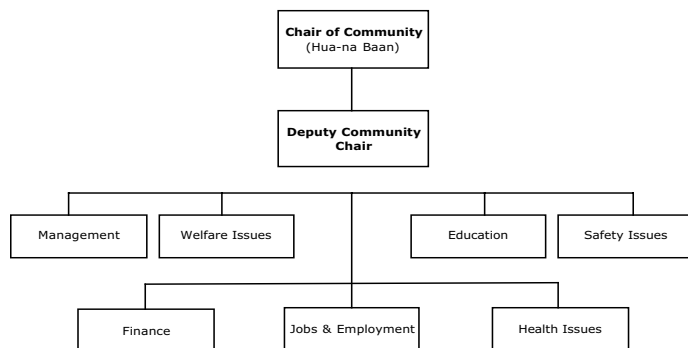 Chair of Community
(Hua-na Baan)
Deputy Community
Chair
Management
Welfare Issues
Education
Safety Issues
Finance
Jobs & Employment
Health Issues